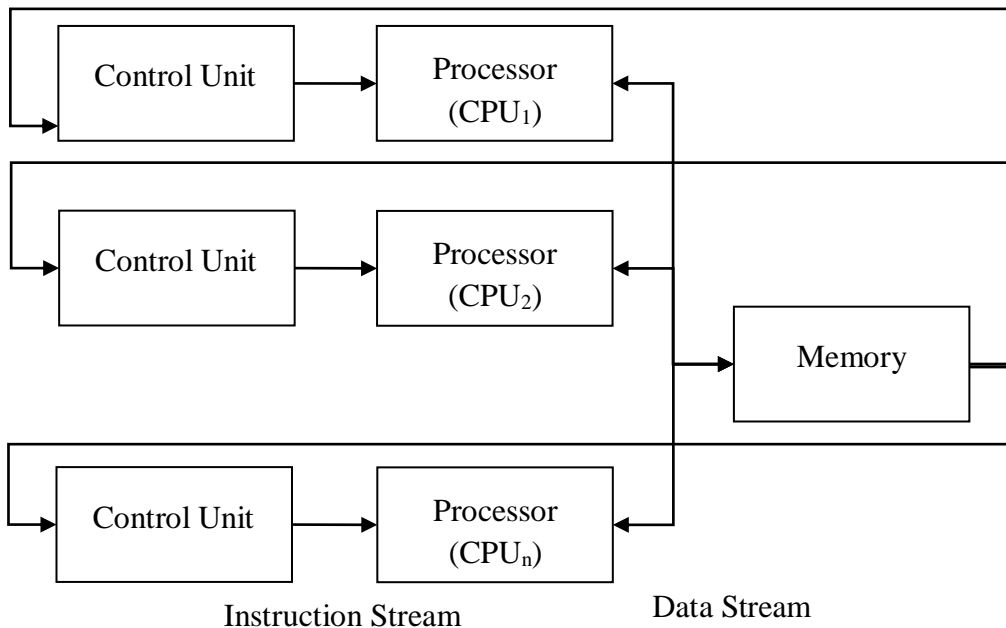 Control Unit
Processor
(CPU₁)
Control Unit
Processor
(CPU₂)
Memory
Control Unit
Processor
(CPUₙ)
Instruction Stream
Data Stream